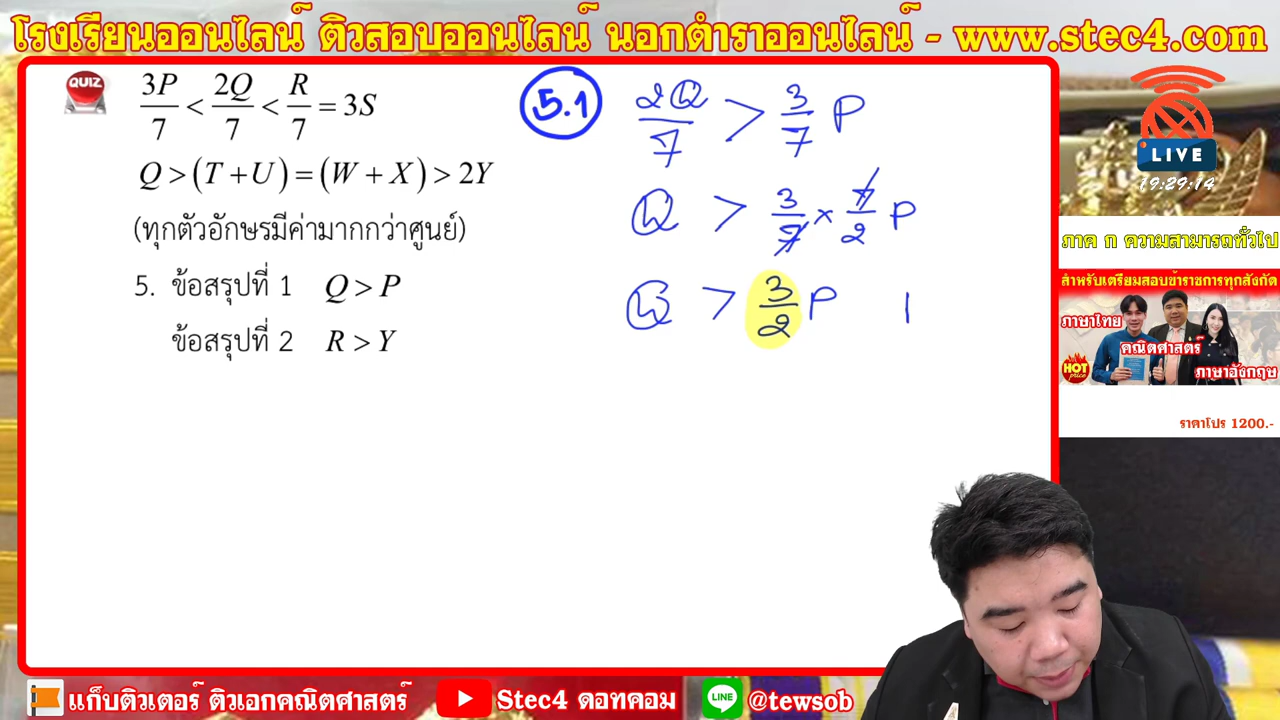 โรงเรียนออนไลน์ ติวสอบออนไลน์ นอกตำราออนไลน์ - www.stec4.com
QUIZ
3P/7 < 2Q/7 < R/7 = 3S
Q > (T + U) = (W + X) > 2Y
(ทุกตัวอักษรมีค่ามากกว่าศูนย์)
5. ข้อสรุปที่ 1 Q > P
ข้อสรุปที่ 2 R > Y
5.1
2Q/7 > 3/7 P
Q > 3/7 × 7/2 P
Q > 3/2 P
LIVE
19:29:14
ภาค ก ความสามารถทั่วไป
สำหรับเตรียมสอบข้าราชการทุกสังกัด
ภาษาไทย
คณิตศาสตร์
ภาษาอังกฤษ
HOT
price
ราคาโปร 1200.-
แก็บติวเตอร์ ติวเอกคณิตศาสตร์
Stec4 ดอทคอม
LINE
@tewsob